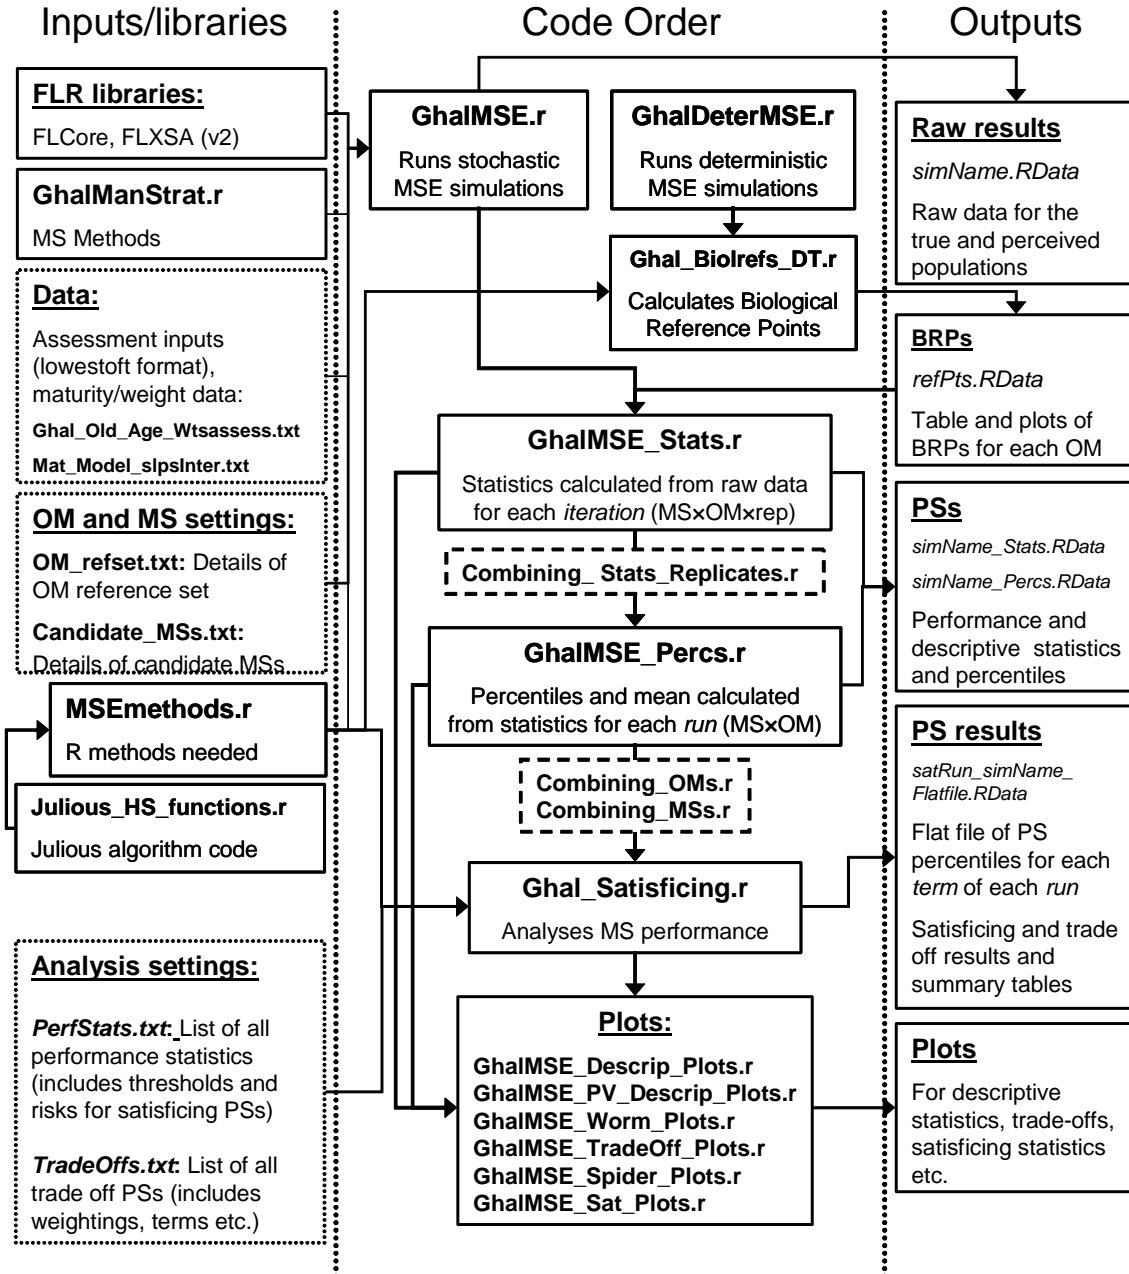 Inputs/libraries
FLR libraries:
FLCore, FLXSA (v2)
GhalManStrat.r
MS Methods
Data:
Assessment inputs
(lowestoft format),
maturity/weight data:
Ghal_Old_Age_Wtsassess.txt
Mat_Model_slpsInter.txt
OM and MS settings:
OM_refset.txt: Details of
OM reference set
Candidate_MSs.txt:
Details of candidate MSs
MSEmethods.r
R methods needed
Julious_HS_functions.r
Julious algorithm code
Analysis settings:
PerfStats.txt: List of all
performance statistics
(includes thresholds and
risks for satisficing PSs)
TradeOffs.txt: List of all
trade off PSs (includes
weightings, terms etc.)
Code Order
GhalMSE.r
Runs stochastic
MSE simulations
GhalDeterMSE.r
Runs deterministic
MSE simulations
Ghal_Biolrefs_DT.r
Calculates Biological
Reference Points
GhalMSE_Stats.r
Statistics calculated from raw data
for each iteration (MS×OM×rep)
Combining_ Stats_Replicates.r
GhalMSE_Percs.r
Percentiles and mean calculated
from statistics for each run (MS×OM)
Combining_OMs.r
Combining_MSs.r
Ghal_Satisficing.r
Analyses MS performance
Plots:
GhalMSE_Descrip_Plots.r
GhalMSE_PV_Descrip_Plots.r
GhalMSE_Worm_Plots.r
GhalMSE_TradeOff_Plots.r
GhalMSE_Spider_Plots.r
GhalMSE_Sat_Plots.r
Outputs
Raw results
simName.RData
Raw data for the
true and perceived
populations
BRPs
refPts.RData
Table and plots of
BRPs for each OM
PSs
simName_Stats.RData
simName_Percs.RData
Performance and
descriptive statistics
and percentiles
PS results
satRun_simName_
Flatfile.RData
Flat file of PS
percentiles for each
term of each run
Satisficing and trade
off results and
summary tables
Plots
For descriptive
statistics, trade-offs,
satisficing statistics
etc.